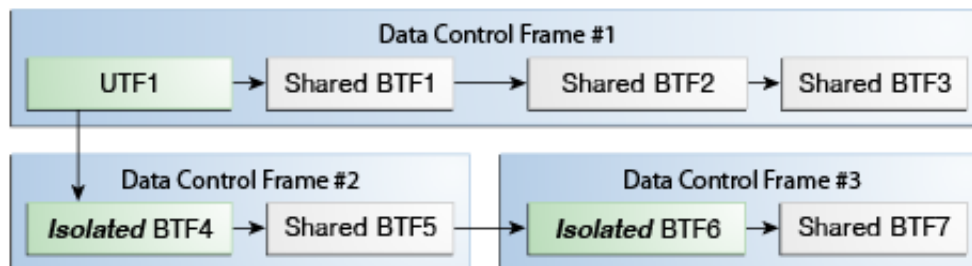 Data Control Frame #1
UTF1
Shared BTF1
Shared BTF2
Shared BTF3
Data Control Frame #2
Isolated BTF4
Shared BTF5
Data Control Frame #3
Isolated BTF6
Shared BTF7